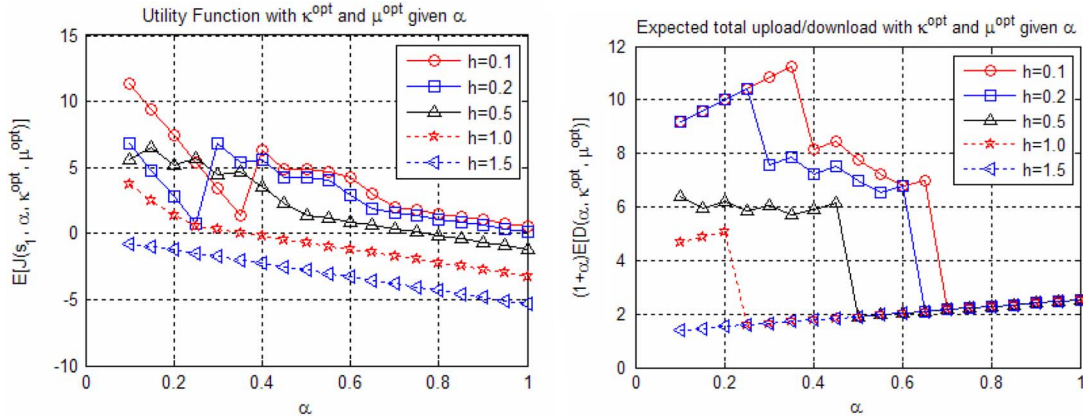 Utility Function with κ^opt and μ^opt given α
E[J(s_1, α, κ^opt, μ^opt)]
15
10
5
0
-5
-10
h=0.1
h=0.2
h=0.5
h=1.0
h=1.5
0
0.2
0.4
0.6
0.8
1
α
Expected total upload/download with κ^opt and μ^opt given α
(1+α)E[D(α, κ^opt, μ^opt)]
12
10
8
6
4
2
0
h=0.1
h=0.2
h=0.5
h=1.0
h=1.5
0
0.2
0.4
0.6
0.8
1
α